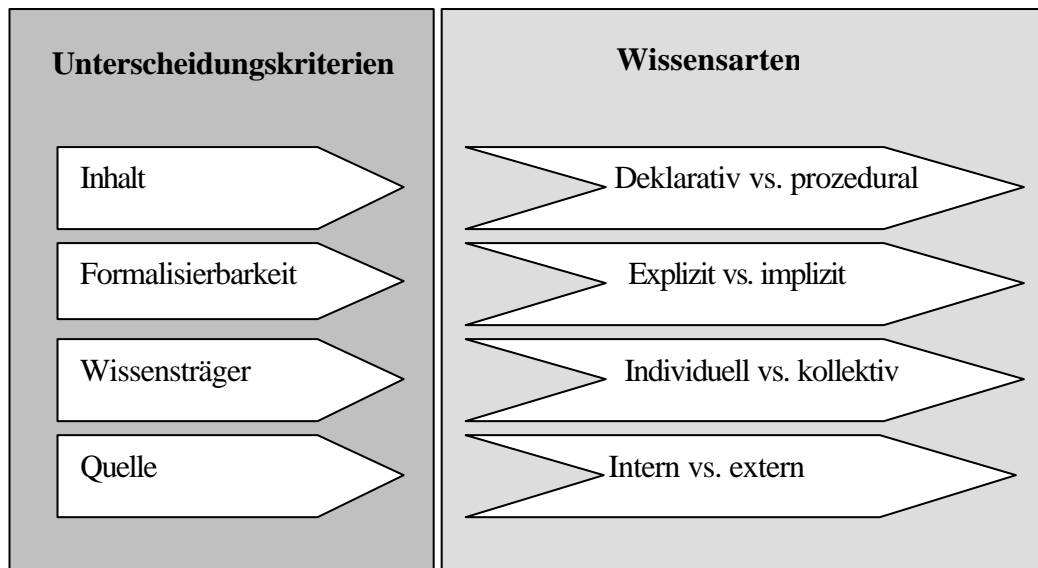 Unterscheidungskriterien
Wissensarten
Inhalt
Deklarativ vs. prozedural
Formalisierbarkeit
Explizit vs. implizit
Wissensträger
Individuell vs. kollektiv
Quelle
Intern vs. extern